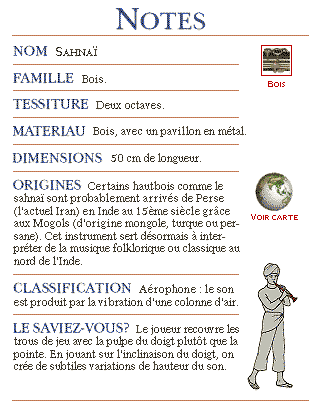 NOTES
NOM SAHNAÏ
BOIS
FAMILLE Bois.
TESSITURE Deux octaves.
MATERIAU Bois, avec un pavillon en métal.
DIMENSIONS 50 cm de longueur.
ORIGINES Certains hautbois comme le
sahnaï sont probablement arrivés de Perse
(l'actuel Iran) en Inde au 15ème siècle grâce
aux Mogols (d'origine mongole, turque ou per-
sane). Cet instrument sert désormais à inter-
préter de la musique folklorique ou classique au
nord de l'Inde.
VOIR CARTE
CLASSIFICATION Aérophone : le son
est produit par la vibration d'une colonne d'air.
LE SAVIEZ-VOUS? Le joueur recouvre les
trous de jeu avec la pulpe du doigt plutôt que la
pointe. En jouant sur l'inclinaison du doigt, on
crée de subtiles variations de hauteur du son.